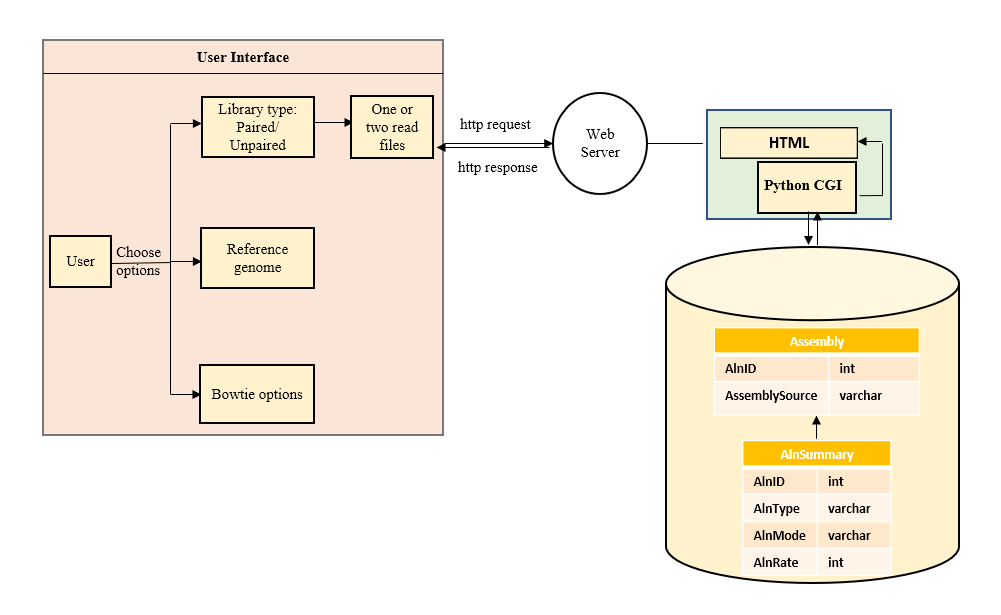 User Interface
Library type:
Paired/
Unpaired
One or
two read
files
User
Choose
options
Reference
genome
Bowtie options
http request
http response
Web
Server
HTML
Python CGI
Assembly
AlnID int
AssemblySource varchar
AlnSummary
AlnID int
AlnType varchar
AlnMode varchar
AlnRate int